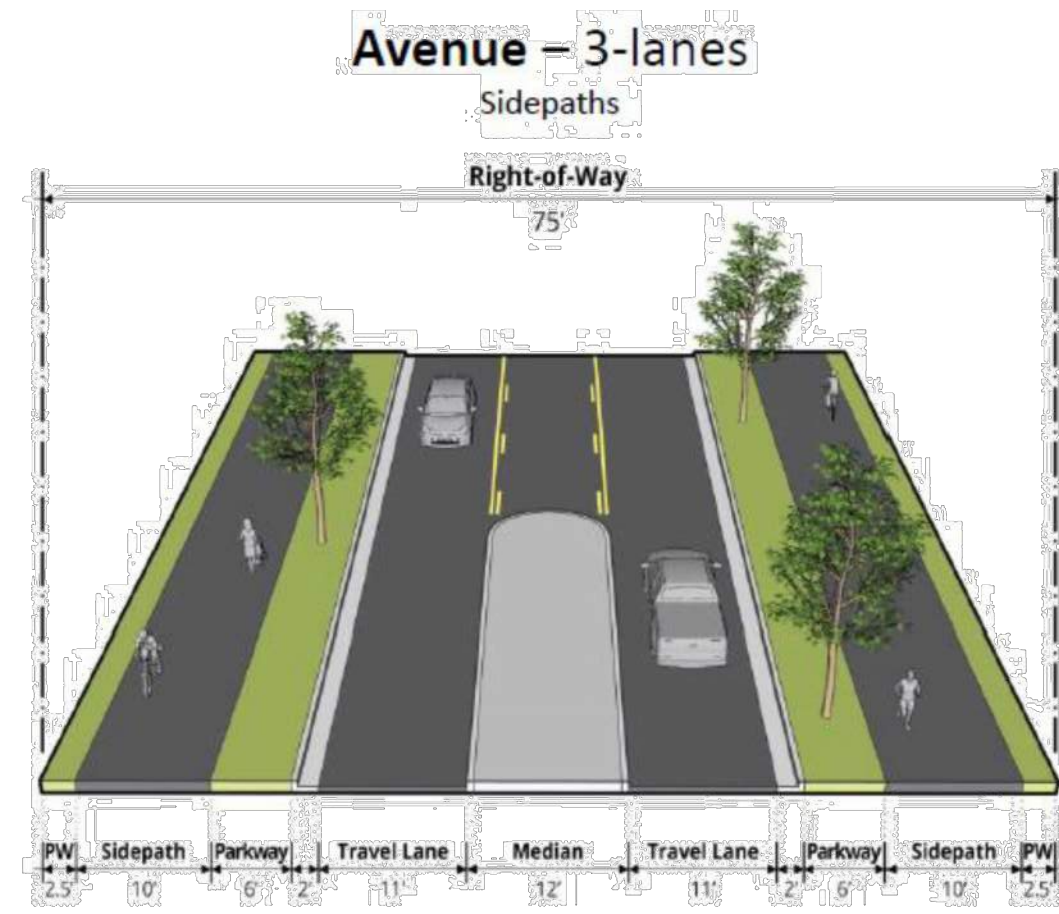 Avenue – 3-lanes
Sidepaths
Right-of-Way
75'
PW Sidepath Parkway Travel Lane Median Travel Lane Parkway Sidepath PW
2.5' 10' 6' 2' 11' 12' 11' 2' 6' 10' 2.5'